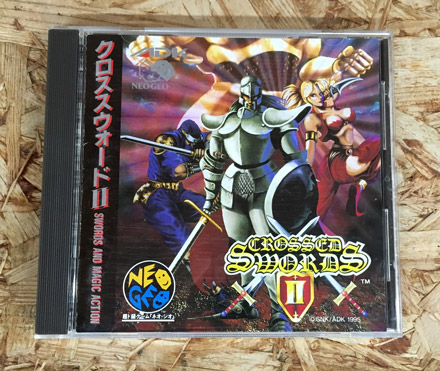 クロススウォードII
SWORDS AND MAGIC ACTION
ADK
NEO・GEO
NEO
GEO
CROSSED
SWORDS
II
TM
©SNK/ADK 1995